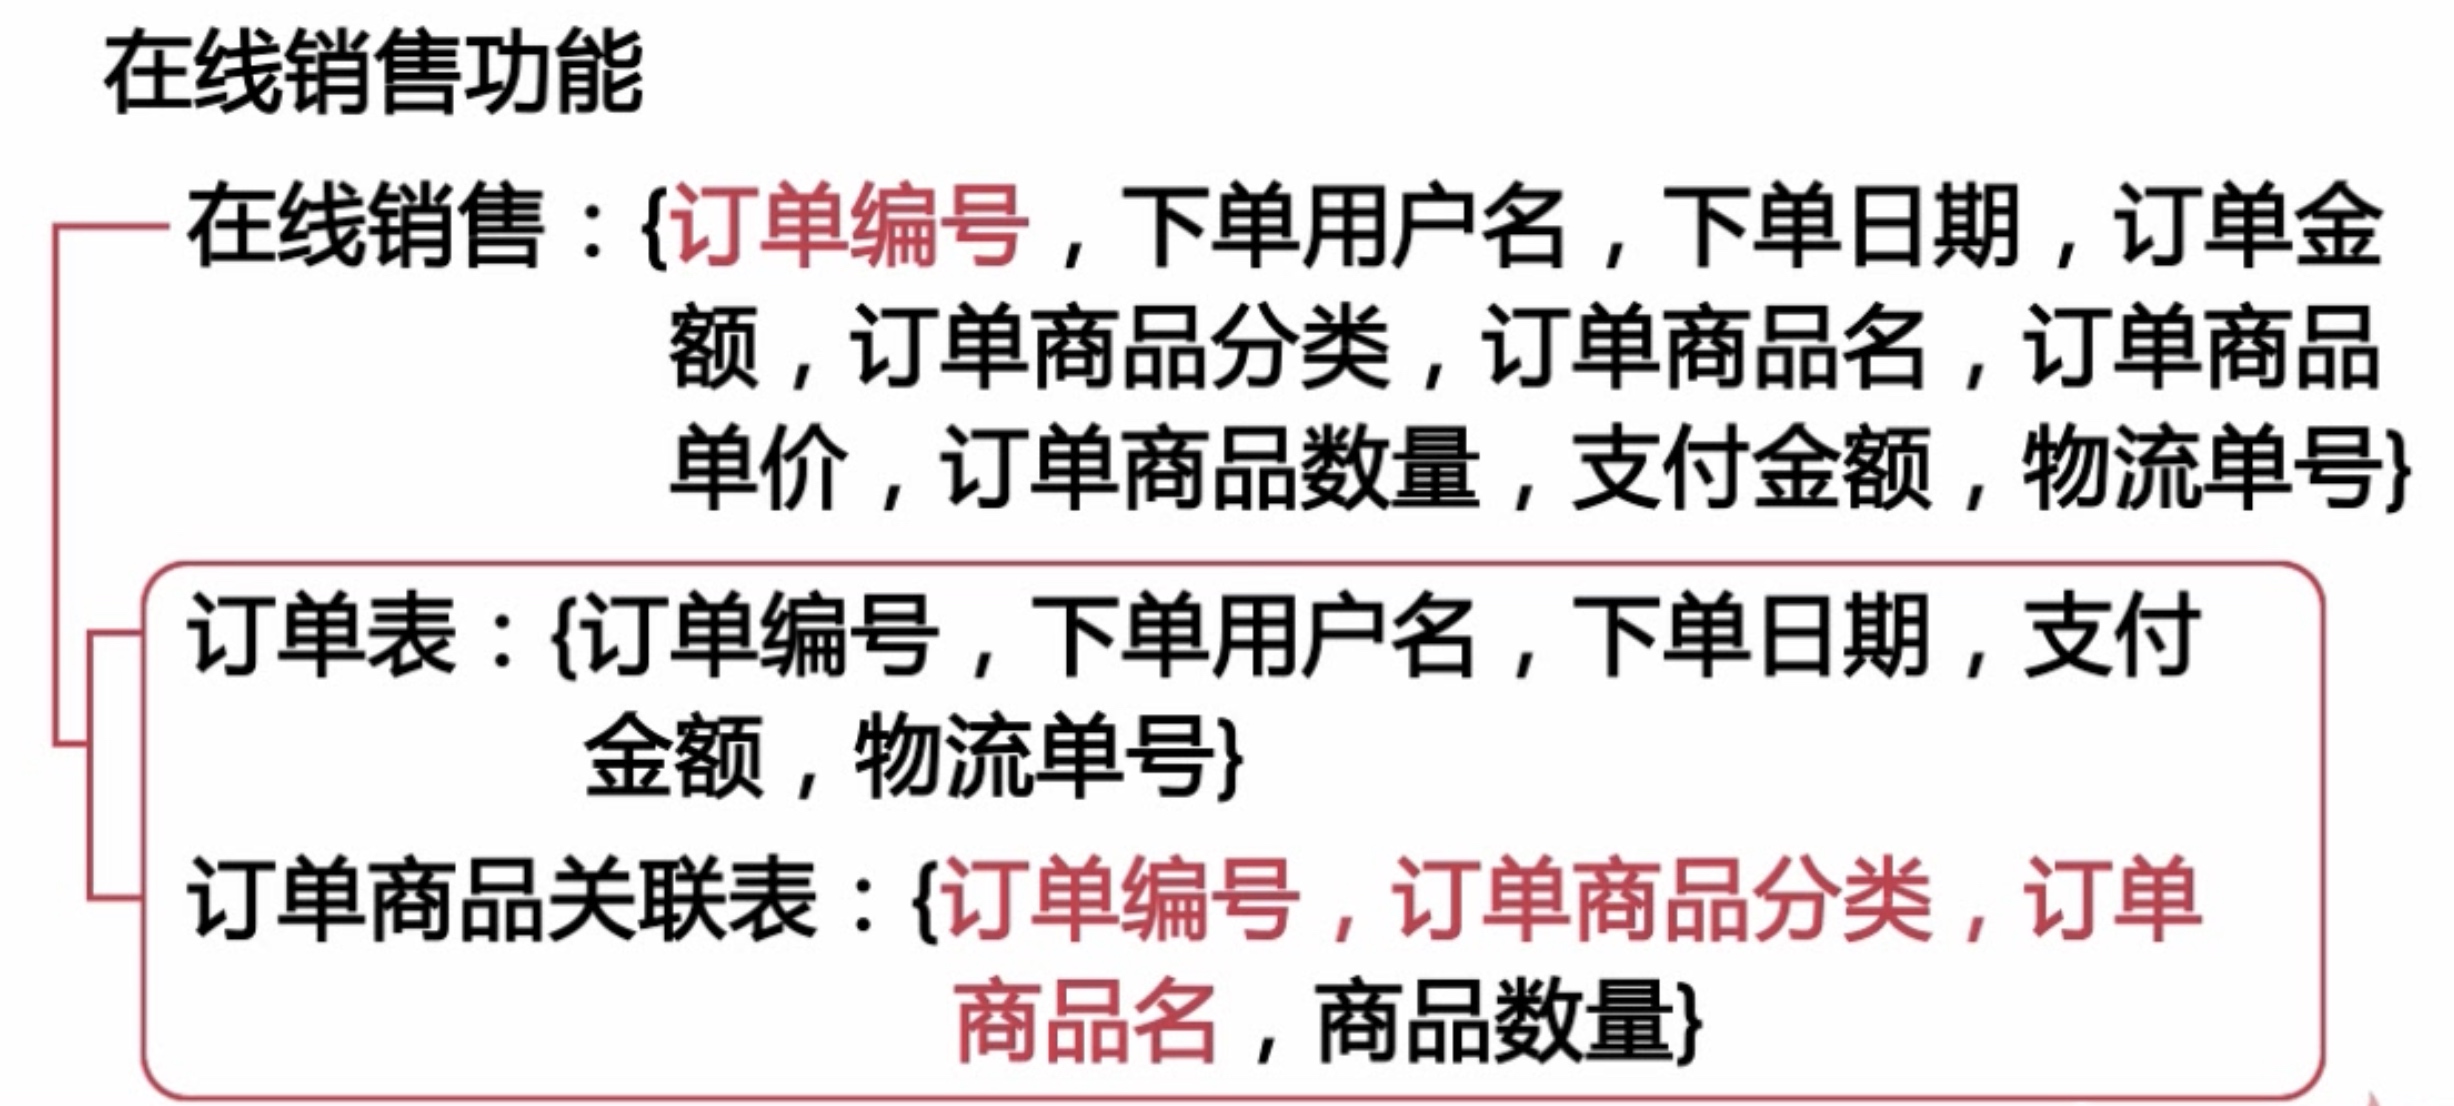 在线销售功能
在线销售：{订单编号，下单用户名，下单日期，订单金
额，订单商品分类，订单商品名，订单商品
单价，订单商品数量，支付金额，物流单号}
订单表：{订单编号，下单用户名，下单日期，支付
金额，物流单号}
订单商品关联表：{订单编号，订单商品分类，订单
商品名，商品数量}